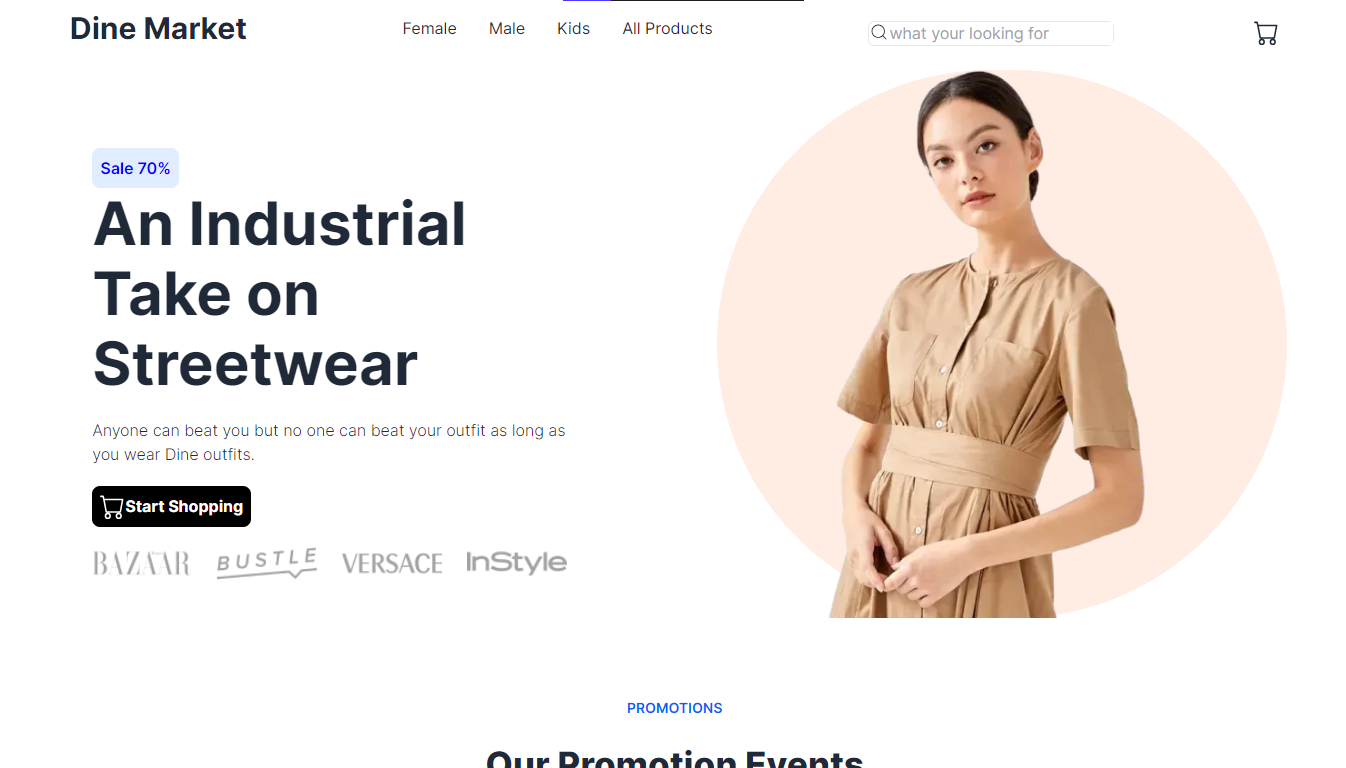 Dine Market
Female
Male
Kids
All Products
what your looking for
Sale 70%
An Industrial
Take on
Streetwear
Anyone can beat you but no one can beat your outfit as long as
you wear Dine outfits.
Start Shopping
BAZAAR
BUSTLE
VERSACE
InStyle
PROMOTIONS
Our Promotion Events